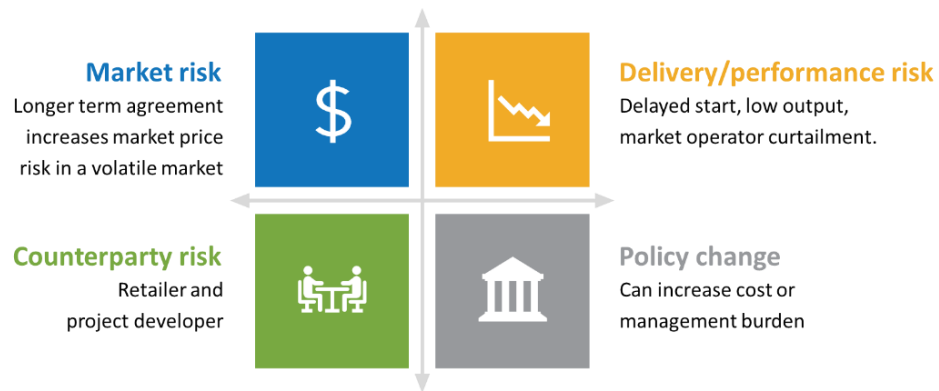 Market risk
Longer term agreement
increases market price
risk in a volatile market
$
Delivery/performance risk
Delayed start, low output,
market operator curtailment.
Counterparty risk
Retailer and
project developer
Policy change
Can increase cost or
management burden